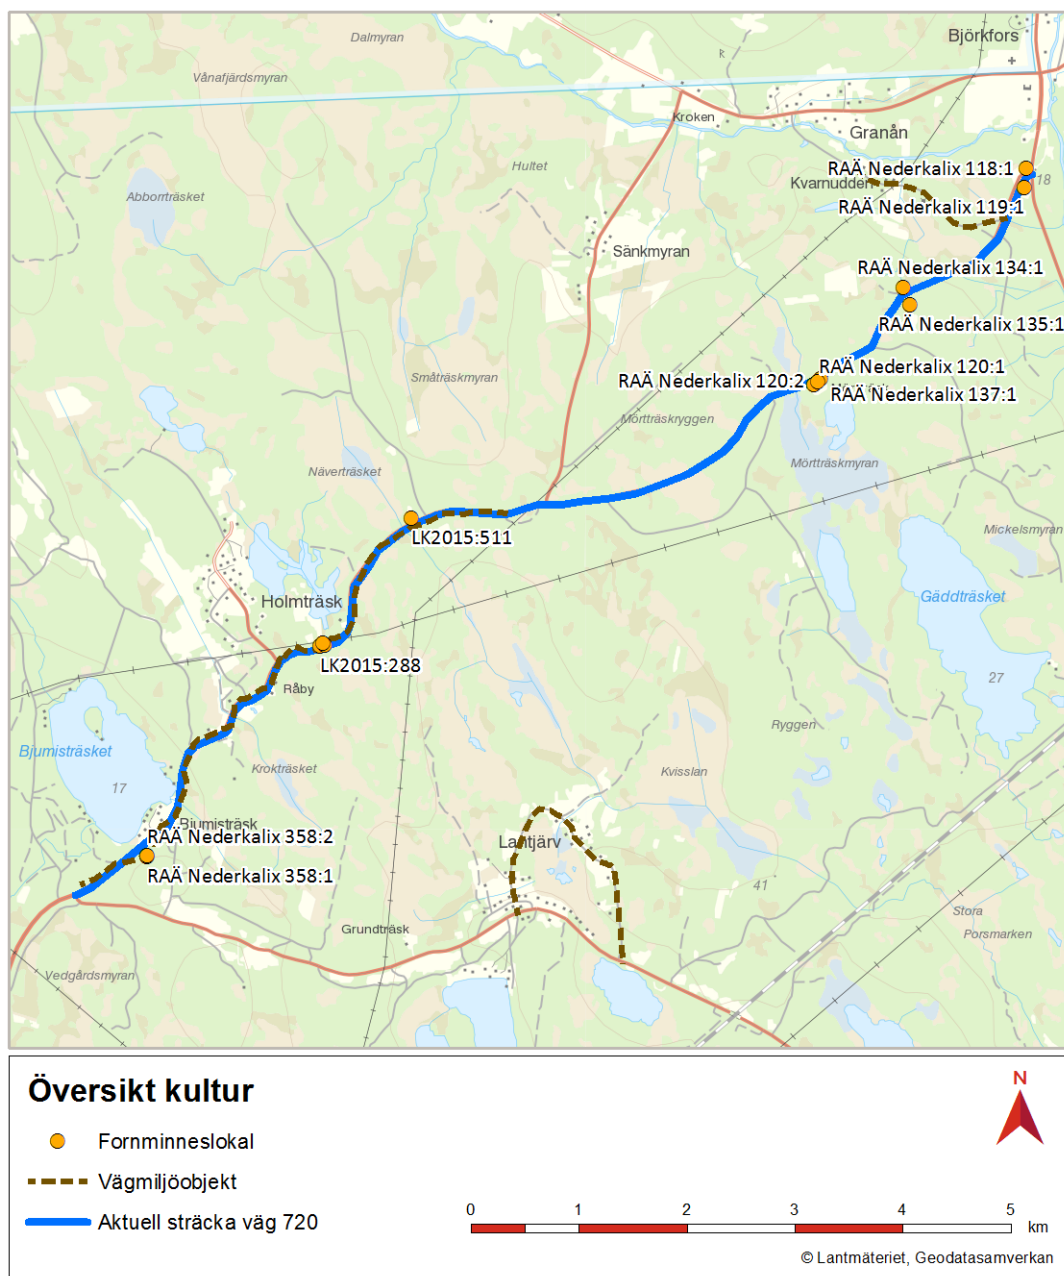 Björkfors
Dalmyran
Vånafjärdsmyran
Kroken
Granån
Hultet
RAÄ Nederkalix 118:1
18
Kvarnudden
Abborrträsket
RAÄ Nederkalix 119:1
Sänkmyran
RAÄ Nederkalix 134:1
RAÄ Nederkalix 135:1
RAÄ Nederkalix 120:1
RAÄ Nederkalix 120:2
Småträskmyran
RAÄ Nederkalix 137:1
Mörtträskryggen
Näverträsket
Mörtträskmyran
Mickelsmyran
LK2015:511
Holmträsk
Gäddträsket
LK2015:288
27
Råby
Ryggen
Bjumisträsket
Krokträsket
Kvisslan
17
Bjumisträsk
RAÄ Nederkalix 358:2
Lantjärv
RAÄ Nederkalix 358:1
41
Stora
Porsmarken
Grundträsk
Vedgårdsmyran
Översikt kultur
N
Fornminneslokal
Vägmiljöobjekt
Aktuell sträcka väg 720
0 1 2 3 4 5
km
© Lantmäteriet, Geodatasamverkan